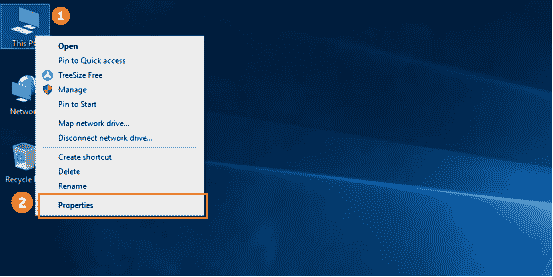 1
This P
Open
Pin to Quick access
TreeSize Free
Manage
Pin to Start
Netwo
Map network drive...
Disconnect network drive...
Create shortcut
Delete
Recycle
Rename
2
Properties